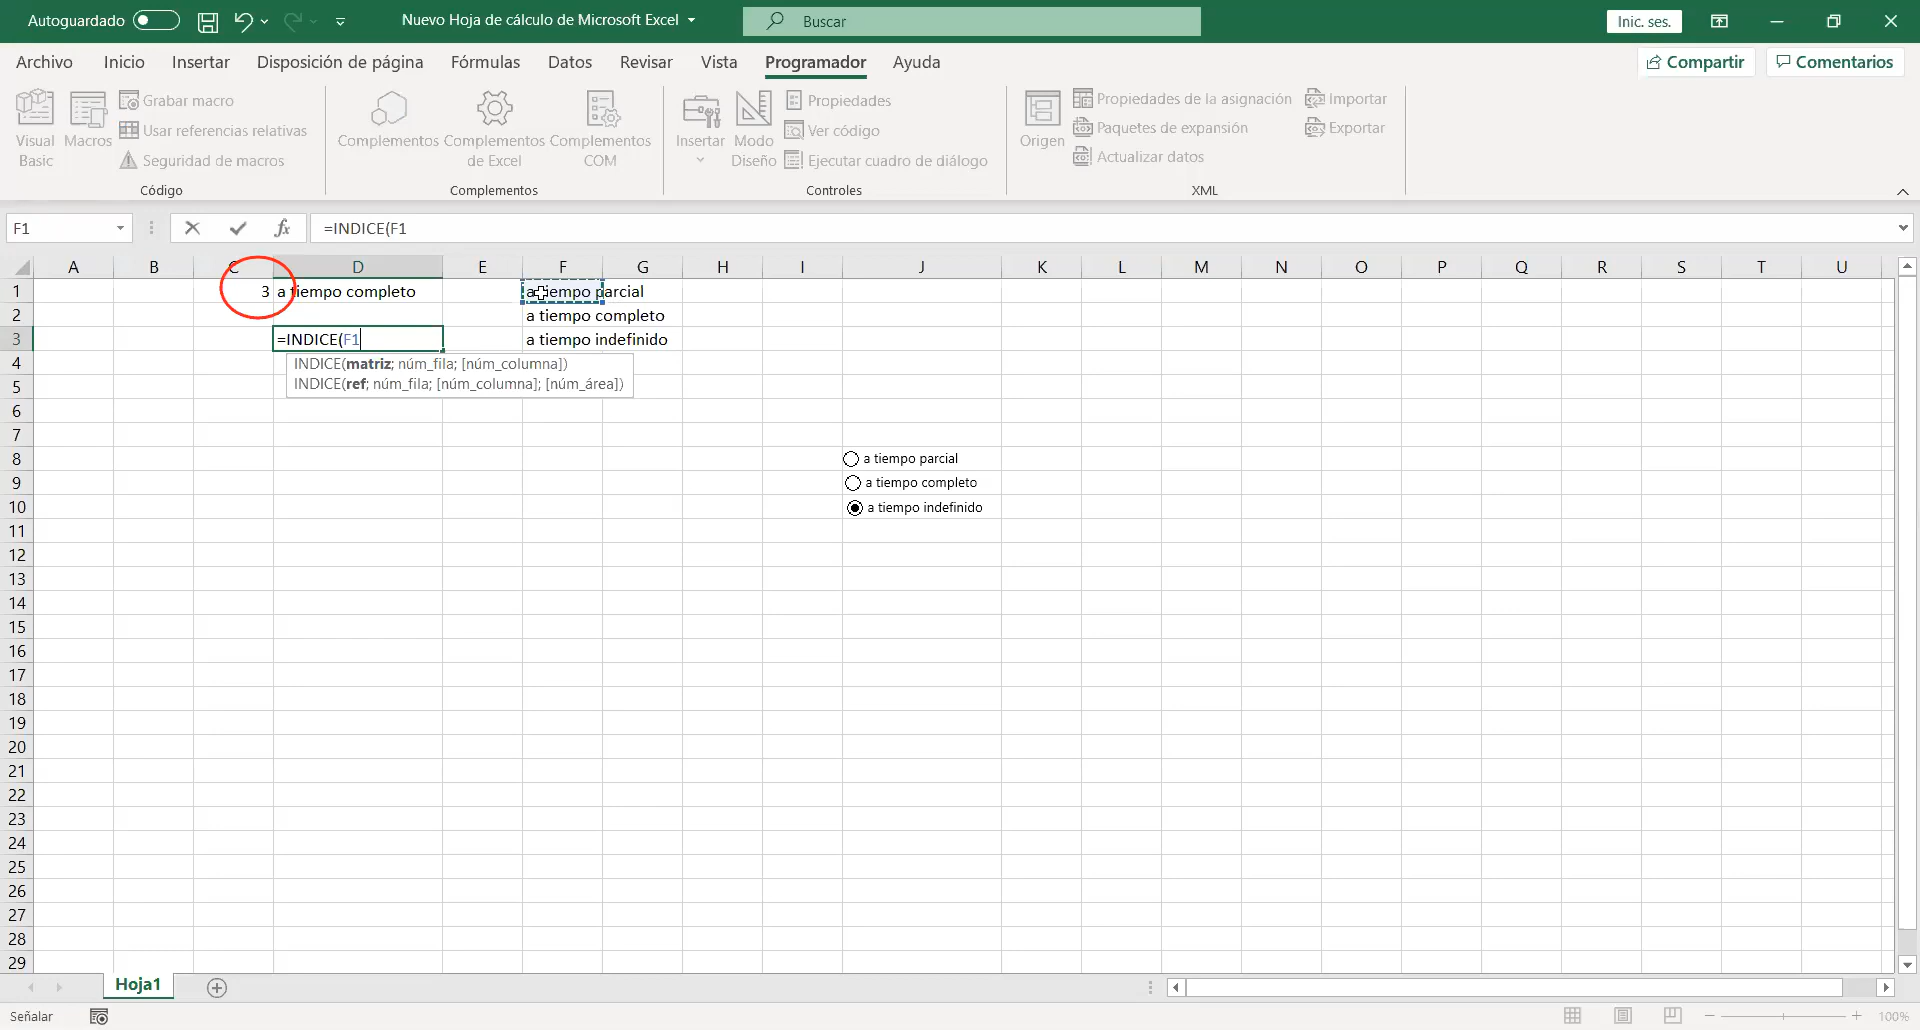 Autoguardado
Nuevo Hoja de cálculo de Microsoft Excel
Buscar
Inic. ses.
Archivo Inicio Insertar Disposición de página Fórmulas Datos Revisar Vista Programador Ayuda
Compartir Comentarios
Visual Basic
Macros
Grabar macro
Usar referencias relativas
Seguridad de macros
Código
Complementos
Complementos de Excel
Complementos COM
Complementos
Insertar
Modo Diseño
Propiedades
Ver código
Ejecutar cuadro de diálogo
Controles
Origen
Propiedades de la asignación
Paquetes de expansión
Actualizar datos
Importar
Exportar
XML
F1
fx
=INDICE(F1
A B C D E F G H I J K L M N O P Q R S T U
1 3 a tiempo completo a tiempo parcial
2 a tiempo completo
3 =INDICE(F1 a tiempo indefinido
4 INDICE(matriz; núm_fila; [núm_columna])
5 INDICE(ref; núm_fila; [núm_columna]; [núm_área])
6
7
8 a tiempo parcial
9 a tiempo completo
10 a tiempo indefinido
11
12
13
14
15
16
17
18
19
20
21
22
23
24
25
26
27
28
29
Hoja1
Señalar
100%